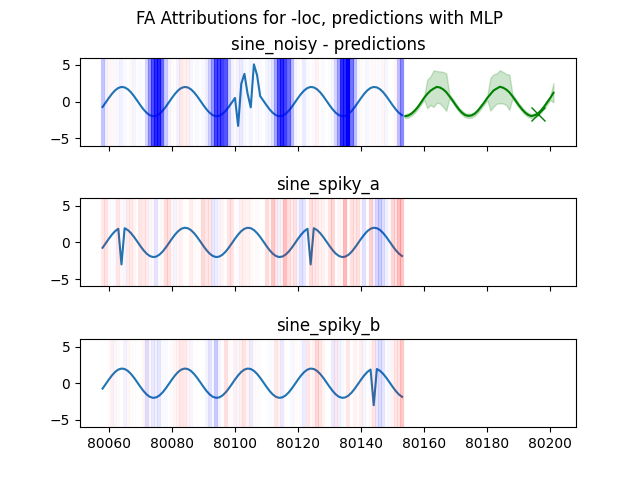 FA Attributions for -loc, predictions with MLP
sine_noisy - predictions
5
0
−5
sine_spiky_a
5
0
−5
sine_spiky_b
5
0
−5
80060 80080 80100 80120 80140 80160 80180 80200